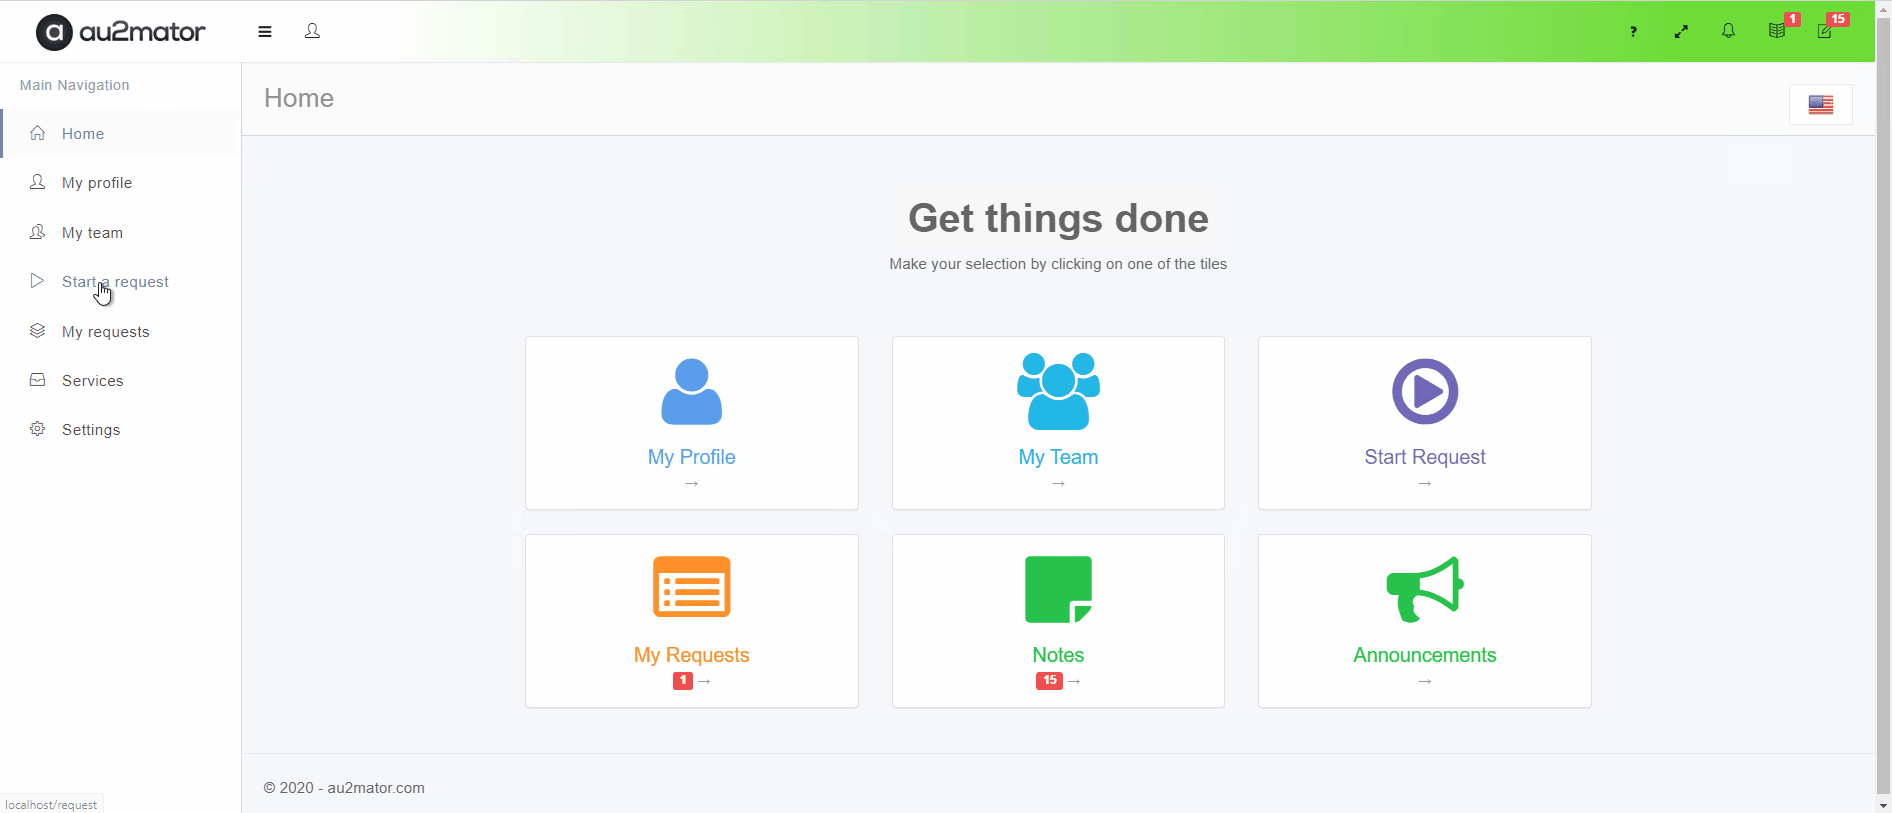 a au2mator
?
1
15
Main Navigation
Home
Home
My profile
My team
Start a request
My requests
Services
Settings
Get things done
Make your selection by clicking on one of the tiles
My Profile
→
My Team
→
Start Request
→
My Requests
1 →
Notes
15 →
Announcements
→
© 2020 - au2mator.com
localhost/request